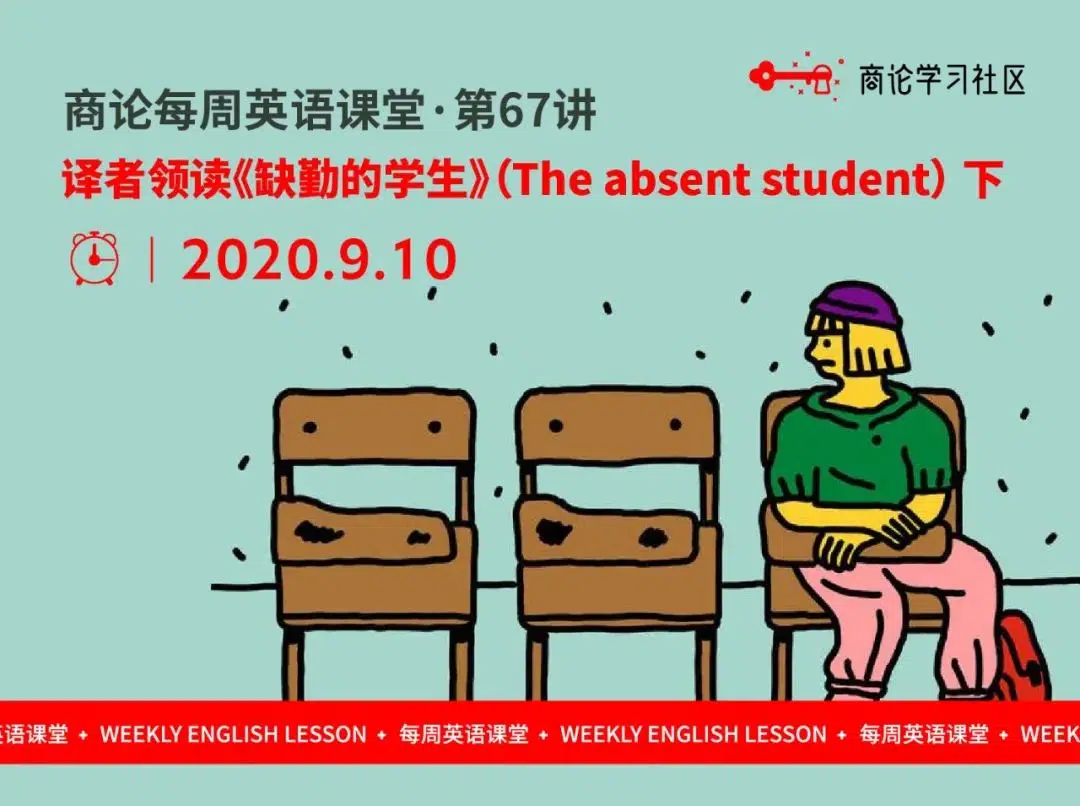 商论学习社区
商论每周英语课堂·第67讲
译者领读《缺勤的学生》(The absent student) 下
2020.9.10
英语课堂 + WEEKLY ENGLISH LESSON + 每周英语课堂 + WEEKLY ENGLISH LESSON + 每周英语课堂 + WEEK